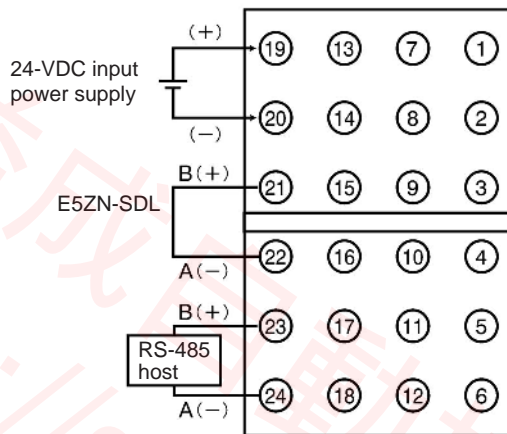 (+)
19 13 7 1
24-VDC input
power supply
20 14 8 2
(−)
B(+)
21 15 9 3
E5ZN-SDL
22 16 10 4
A(−)
B(+)
23 17 11 5
RS-485
host
24 18 12 6
A(−)